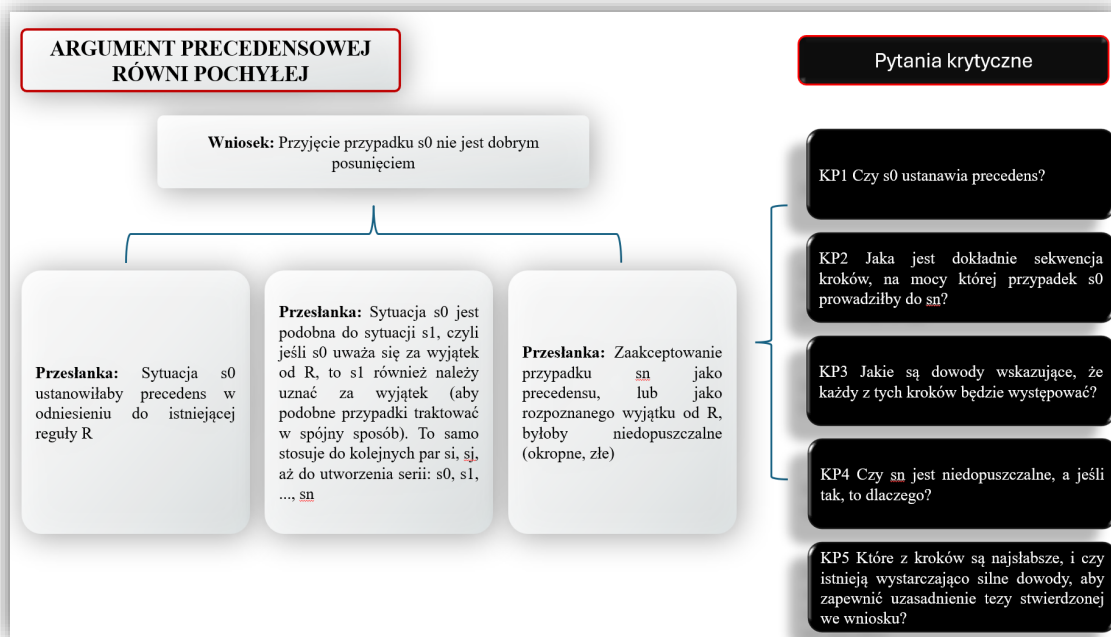 ARGUMENT PRECEDENSOWEJ
RÓWNI POCHYŁEJ
Pytania krytyczne
Wniosek: Przyjęcie przypadku s0 nie jest dobrym
posunięciem
Przesłanka: Sytuacja s0
ustanowiłaby precedens w
odniesieniu do istniejącej
reguły R
Przesłanka: Sytuacja s0 jest
podobna do sytuacji s1, czyli
jeśli s0 uważa się za wyjątek
od R, to s1 również należy
uznać za wyjątek (aby
podobne przypadki traktować
w spójny sposób). To samo
stosuje do kolejnych par si, sj,
aż do utworzenia serii: s0, s1,
..., sn
Przesłanka: Zaakceptowanie
przypadku sn jako
precedensu, lub jako
rozpoznanego wyjątku od R,
byłoby niedopuszczalne
(okropne, złe)
KP1 Czy s0 ustanawia precedens?
KP2 Jaka jest dokładnie sekwencja
kroków, na mocy której przypadek s0
prowadziłby do sn?
KP3 Jakie są dowody wskazujące, że
każdy z tych kroków będzie występować?
KP4 Czy sn jest niedopuszczalne, a jeśli
tak, to dlaczego?
KP5 Które z kroków są najsłabsze, i czy
istnieją wystarczająco silne dowody, aby
zapewnić uzasadnienie tezy stwierdzonej
we wniosku?